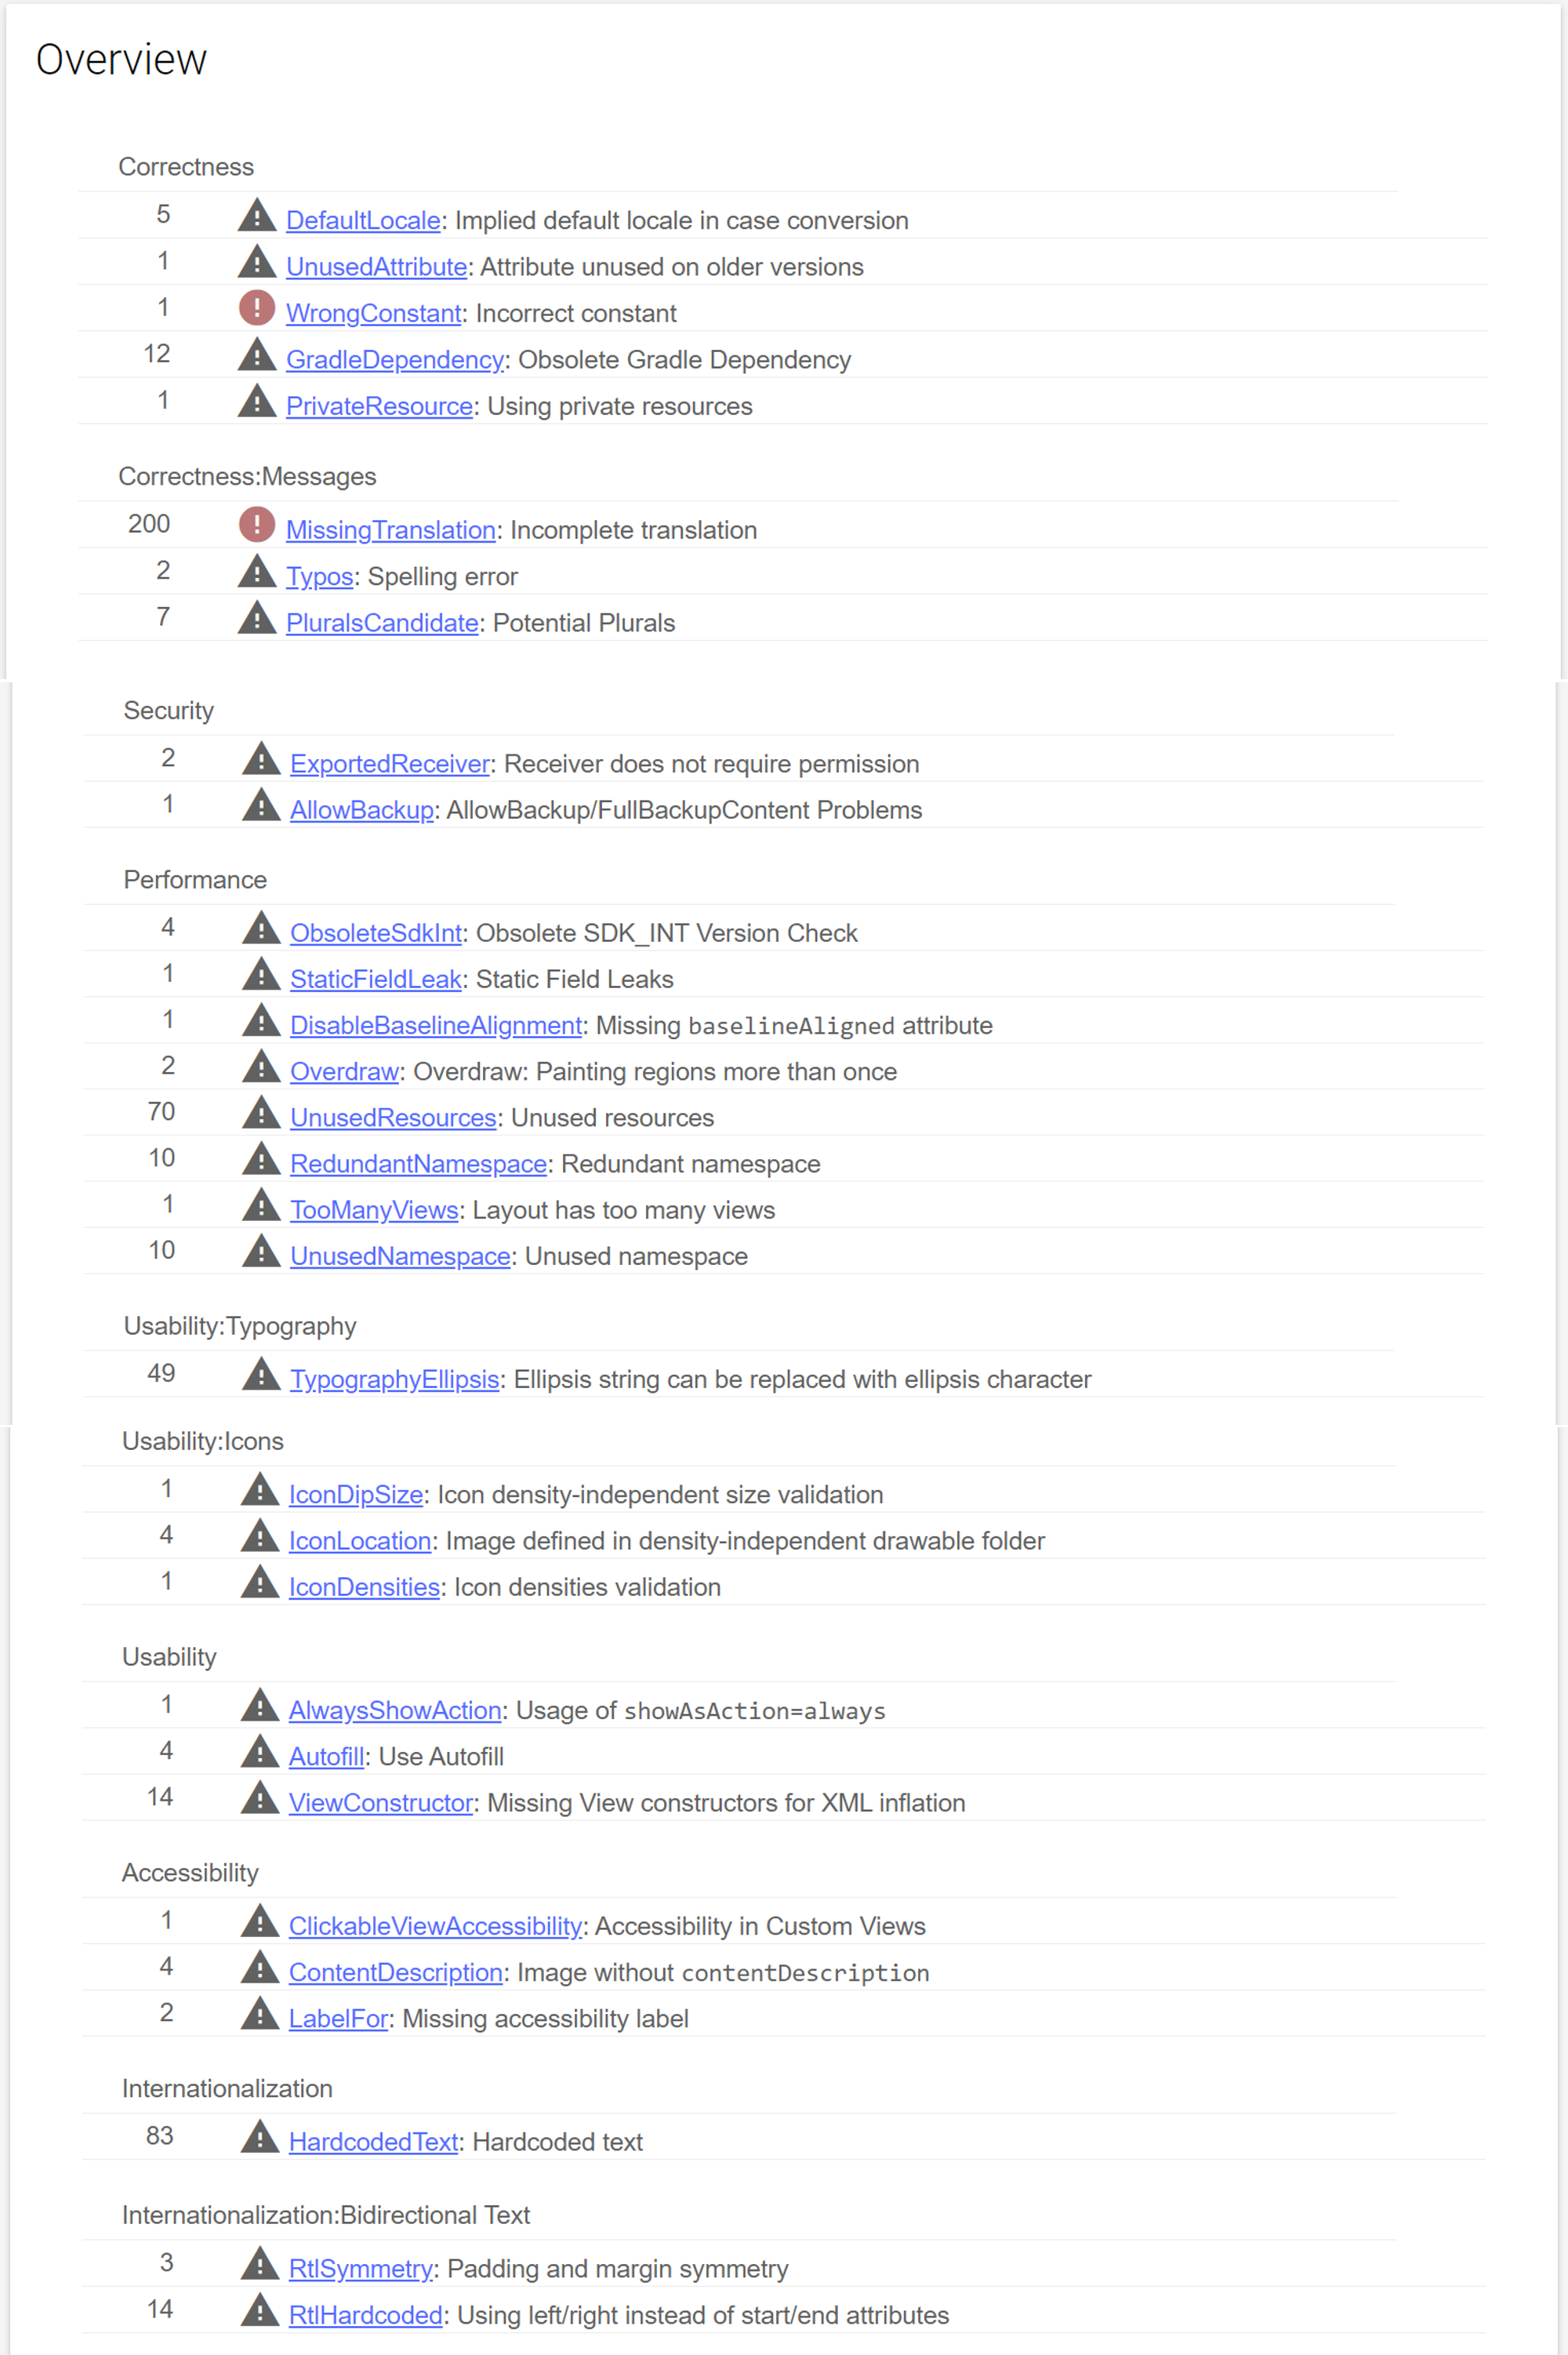 Overview
Correctness
5 DefaultLocale: Implied default locale in case conversion
1 UnusedAttribute: Attribute unused on older versions
1 WrongConstant: Incorrect constant
12 GradleDependency: Obsolete Gradle Dependency
1 PrivateResource: Using private resources
Correctness:Messages
200 MissingTranslation: Incomplete translation
2 Typos: Spelling error
7 PluralsCandidate: Potential Plurals
Security
2 ExportedReceiver: Receiver does not require permission
1 AllowBackup: AllowBackup/FullBackupContent Problems
Performance
4 ObsoleteSdkInt: Obsolete SDK_INT Version Check
1 StaticFieldLeak: Static Field Leaks
1 DisableBaselineAlignment: Missing baselineAligned attribute
2 Overdraw: Overdraw: Painting regions more than once
70 UnusedResources: Unused resources
10 RedundantNamespace: Redundant namespace
1 TooManyViews: Layout has too many views
10 UnusedNamespace: Unused namespace
Usability:Typography
49 TypographyEllipsis: Ellipsis string can be replaced with ellipsis character
Usability:Icons
1 IconDipSize: Icon density-independent size validation
4 IconLocation: Image defined in density-independent drawable folder
1 IconDensities: Icon densities validation
Usability
1 AlwaysShowAction: Usage of showAsAction=always
4 Autofill: Use Autofill
14 ViewConstructor: Missing View constructors for XML inflation
Accessibility
1 ClickableViewAccessibility: Accessibility in Custom Views
4 ContentDescription: Image without contentDescription
2 LabelFor: Missing accessibility label
Internationalization
83 HardcodedText: Hardcoded text
Internationalization:Bidirectional Text
3 RtlSymmetry: Padding and margin symmetry
14 RtlHardcoded: Using left/right instead of start/end attributes